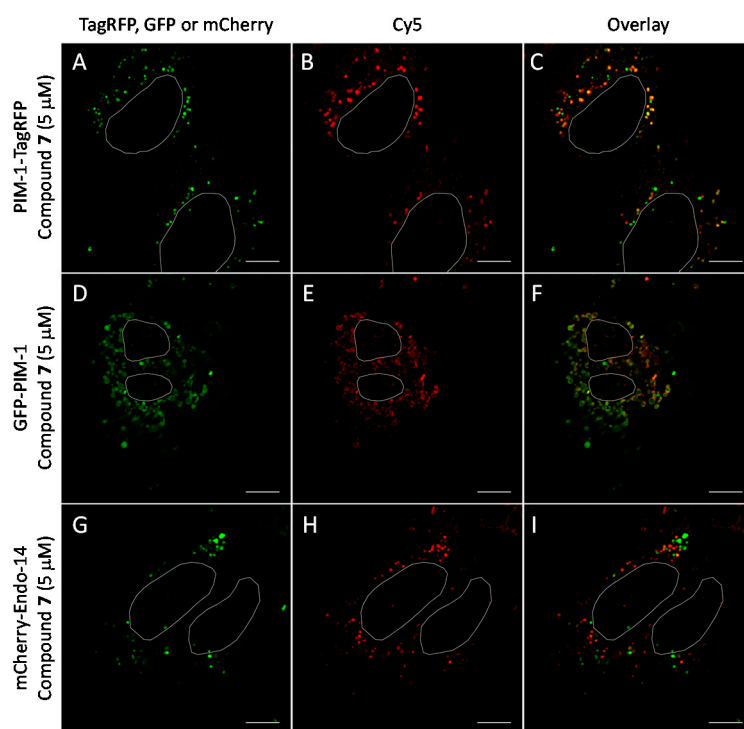 TagRFP, GFP or mCherry Cy5 Overlay
PIM-1-TagRFP
Compound 7 (5 μM)
A B C
GFP-PIM-1
Compound 7 (5 μM)
D E F
mCherry-Endo-14
Compound 7 (5 μM)
G H I